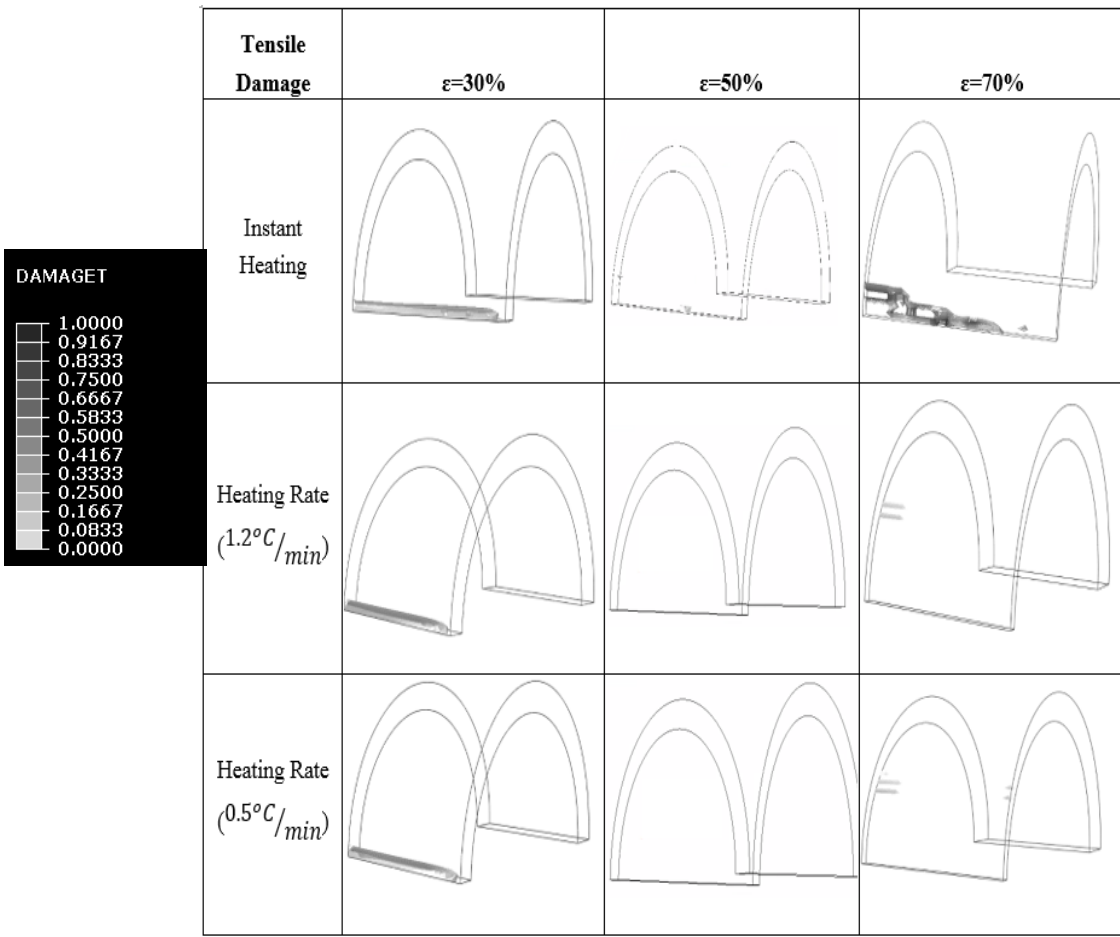 Tensile
Damage
ε=30%
ε=50%
ε=70%
Instant
Heating
DAMAGET
1.0000
0.9167
0.8333
0.7500
0.6667
0.5833
0.5000
0.4167
0.3333
0.2500
0.1667
0.0833
0.0000
Heating Rate
(1.2°C/min)
Heating Rate
(0.5°C/min)